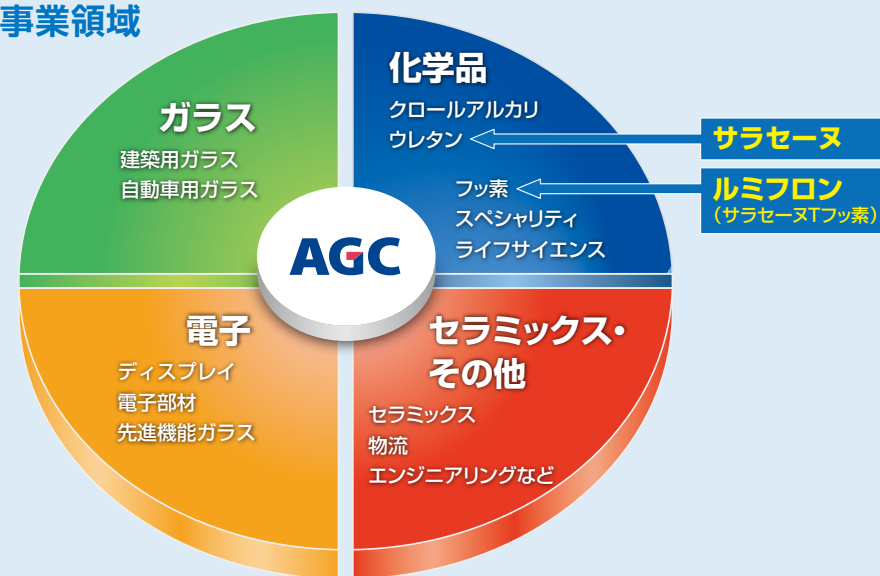 事業領域
ガラス
建築用ガラス
自動車用ガラス
化学品
クロールアルカリ
ウレタン
フッ素
スペシャリティ
ライフサイエンス
サラセーヌ
ルミフロン
(サラセーヌTフッ素)
AGC
電子
ディスプレイ
電子部材
先進機能ガラス
セラミックス・
その他
セラミックス
物流
エンジニアリングなど